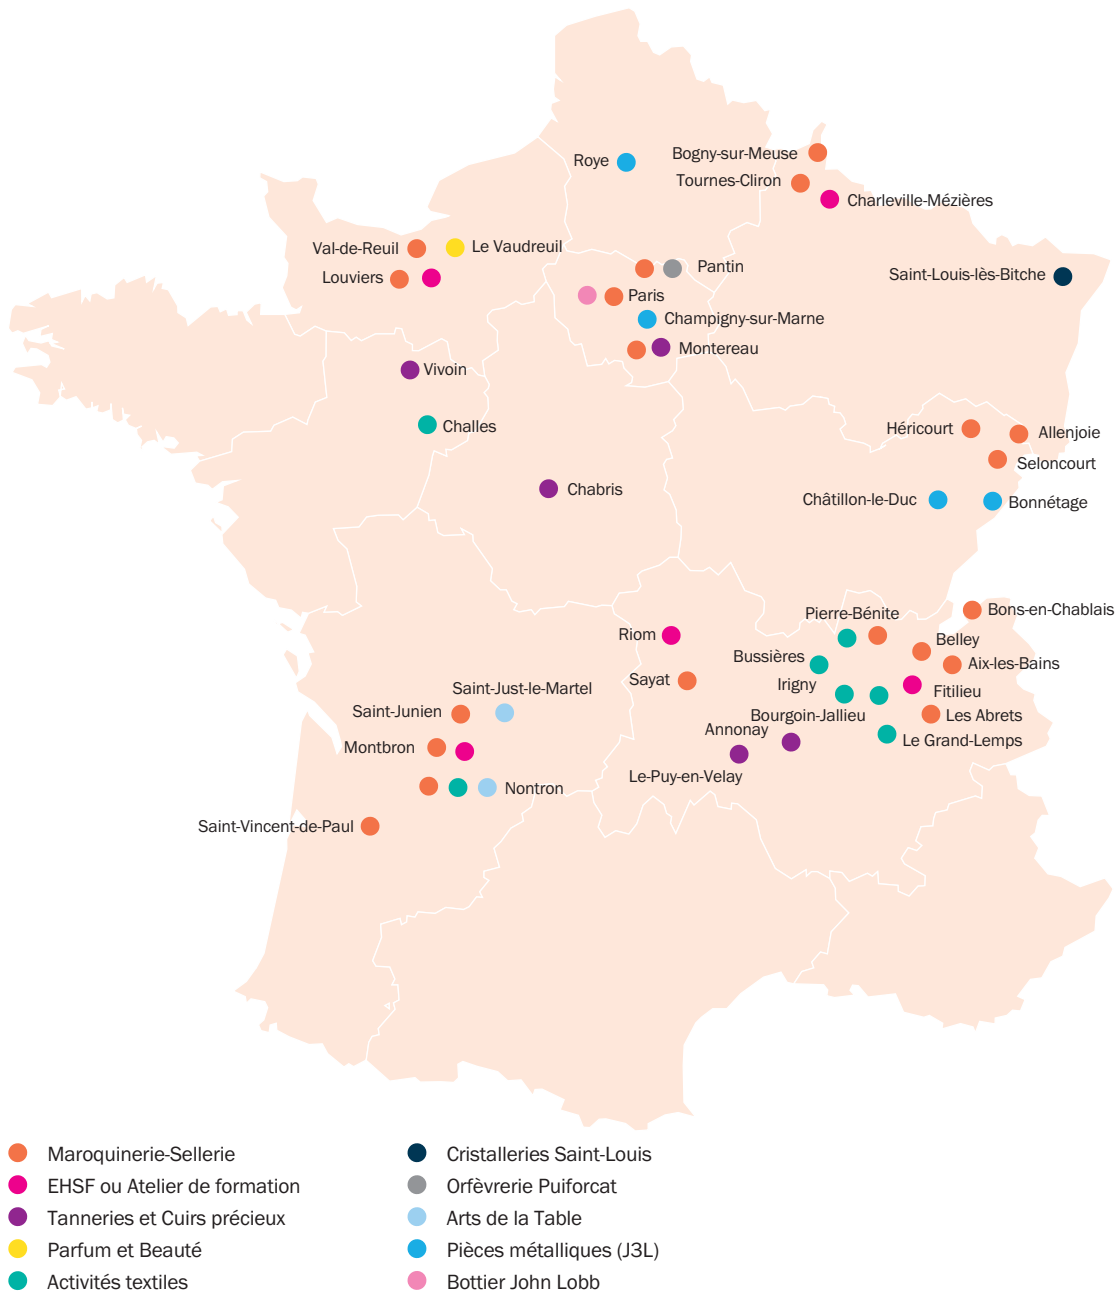 Roye
Bogny-sur-Meuse
Tournes-Cliron
Charleville-Mézières
Val-de-Reuil
Le Vaudreuil
Louviers
Pantin
Saint-Louis-lès-Bitche
Paris
Champigny-sur-Marne
Montereau
Vivoin
Challes
Héricourt
Allenjoie
Seloncourt
Chabris
Châtillon-le-Duc
Bonnétage
Bons-en-Chablais
Pierre-Bénite
Riom
Belley
Bussières
Aix-les-Bains
Sayat
Irigny
Saint-Just-le-Martel
Fitilieu
Saint-Junien
Bourgoin-Jallieu
Les Abrets
Annonay
Le Grand-Lemps
Montbron
Le-Puy-en-Velay
Nontron
Saint-Vincent-de-Paul
Maroquinerie-Sellerie
EHSF ou Atelier de formation
Tanneries et Cuirs précieux
Parfum et Beauté
Activités textiles
Cristalleries Saint-Louis
Orfèvrerie Puiforcat
Arts de la Table
Pièces métalliques (J3L)
Bottier John Lobb